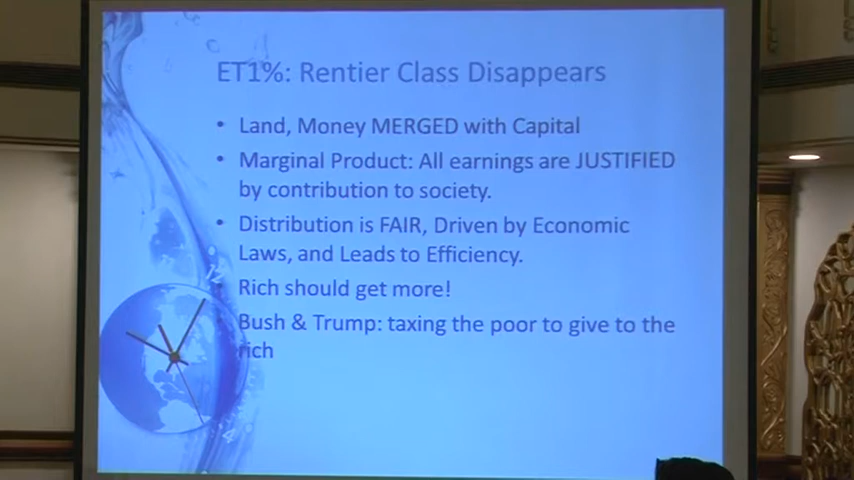 ET1%: Rentier Class Disappears
• Land, Money MERGED with Capital
• Marginal Product: All earnings are JUSTIFIED
by contribution to society.
• Distribution is FAIR, Driven by Economic
Laws, and Leads to Efficiency.
Rich should get more!
Bush & Trump: taxing the poor to give to the
rich
12
4